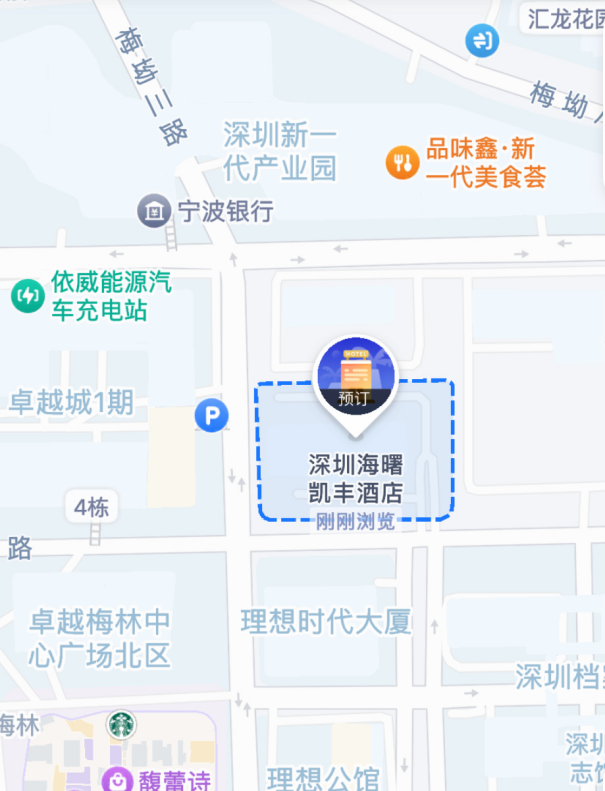 汇龙花园
梅坳三路
梅坳八
深圳新一
代产业园
品味鑫·新
一代美食荟
宁波银行
依威能源汽
车充电站
HOTEL
预订
卓越城1期
P
深圳海曙
凯丰酒店
刚刚浏览
4栋
路
卓越梅林中
心广场北区
理想时代大厦
深圳档
梅林
深圳
志
馥蕾诗
理想公馆